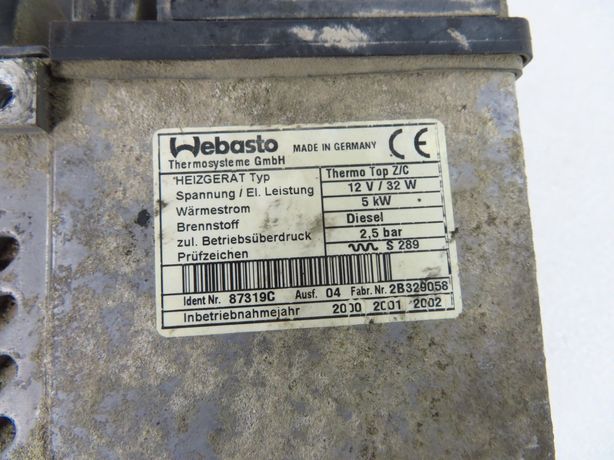 Webasto MADE IN GERMANY CE
Thermosysteme GmbH
HEIZGERÄT Typ Thermo Top Z/C
Spannung / El. Leistung 12 V / 32 W
Wärmestrom 5 kW
Brennstoff Diesel
zul. Betriebsüberdruck 2,5 bar
Prüfzeichen S 289
Ident Nr. 87319C Ausf. 04 Fabr. Nr. 2B329058
Inbetriebnahmejahr 2000 2001 2002